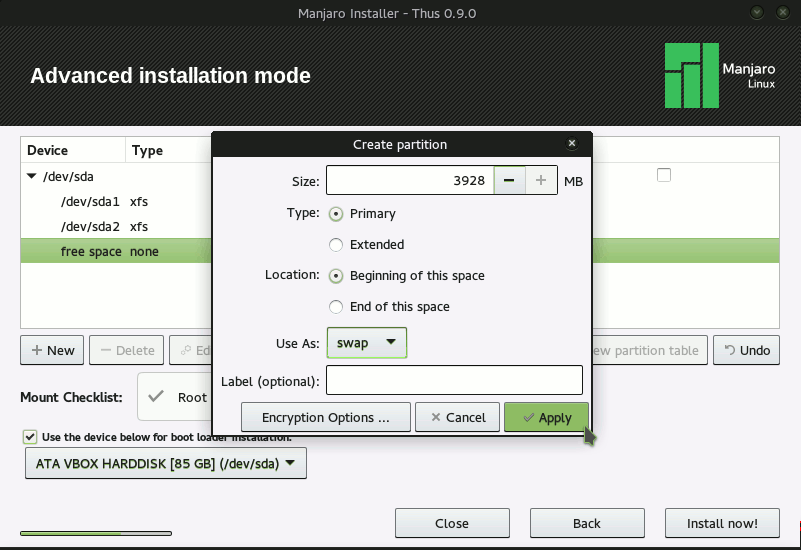 Manjaro Installer - Thus 0.9.0
Advanced installation mode
Manjaro
Linux
Device Type
/dev/sda
/dev/sda1 xfs
/dev/sda2 xfs
free space none
Create partition
Size: 3928 MB
Type: Primary
Extended
Location: Beginning of this space
End of this space
Use As: swap
Label (optional):
Encryption Options ... Cancel Apply
New Delete partition table Undo
Mount Checklist: Root
Use the device below for boot loader installation:
ATA VBOX HARDDISK [85 GB] (/dev/sda)
Close Back Install now!